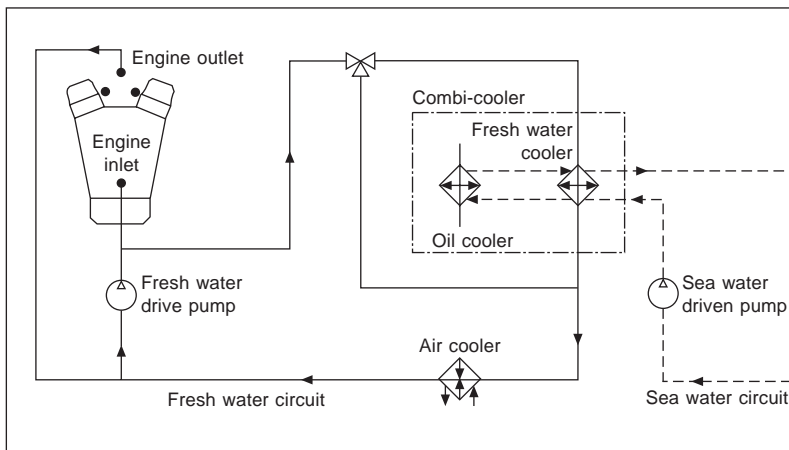 Engine outlet
Engine
inlet
Combi-cooler
Fresh water
cooler
Oil cooler
Fresh water
drive pump
Sea water
driven pump
Air cooler
Fresh water circuit
Sea water circuit